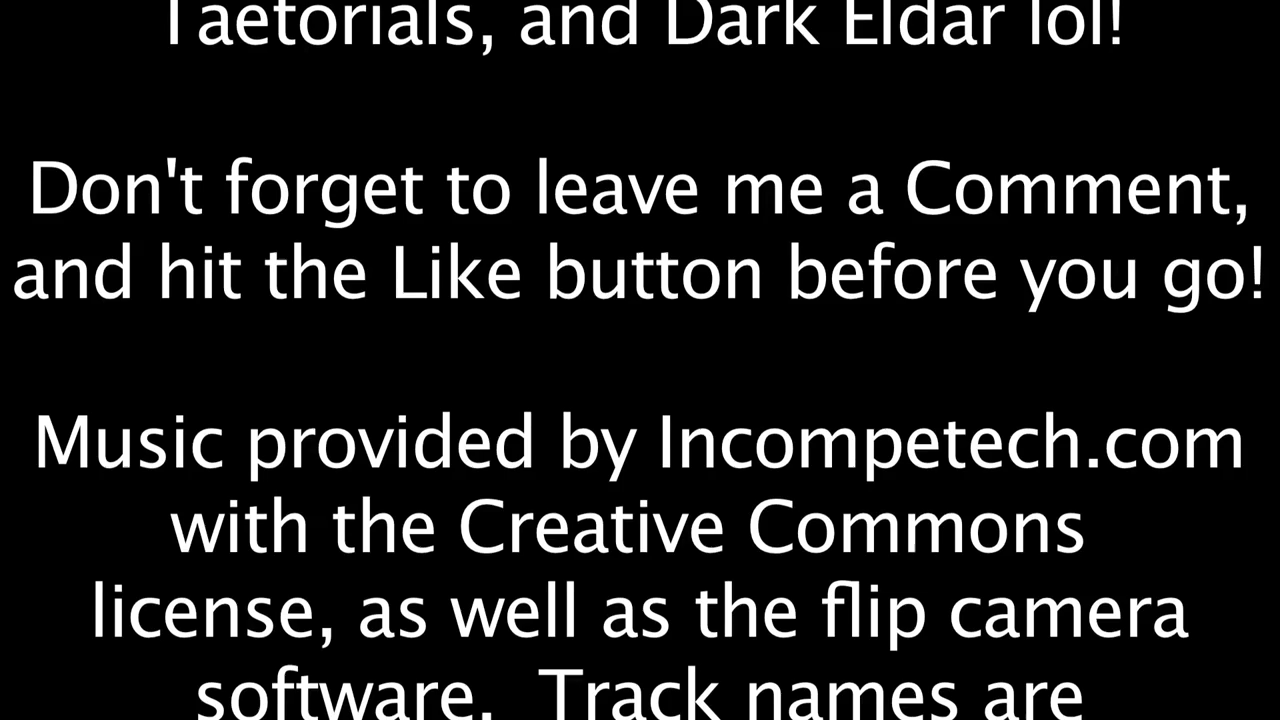 Taetorials, and Dark Eldar lol!
Don't forget to leave me a Comment,
and hit the Like button before you go!
Music provided by Incompetech.com
with the Creative Commons
license, as well as the flip camera
software.  Track names are